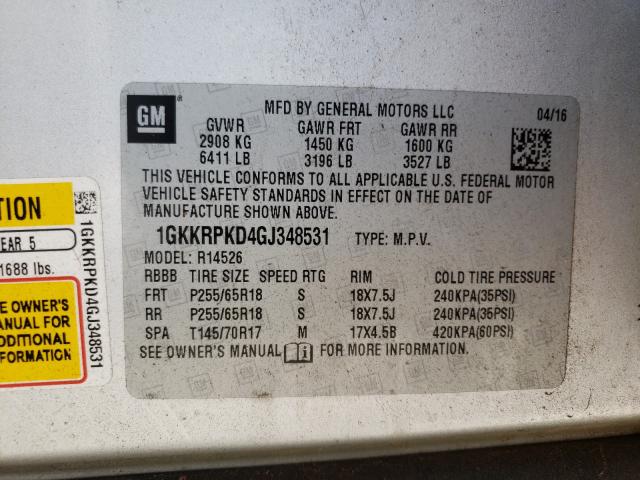 GM
MFD BY GENERAL MOTORS LLC 04/16
GVWR GAWR FRT GAWR RR
2908 KG 1450 KG 1600 KG
6411 LB 3196 LB 3527 LB
THIS VEHICLE CONFORMS TO ALL APPLICABLE U.S. FEDERAL MOTOR
VEHICLE SAFETY STANDARDS IN EFFECT ON THE DATE OF
MANUFACTURE SHOWN ABOVE.
1GKKRPKD4GJ348531 TYPE: M.P.V.
MODEL: R14526
RBBB TIRE SIZE SPEED RTG RIM COLD TIRE PRESSURE
FRT P255/65R18 S 18X7.5J 240KPA(35PSI)
RR P255/65R18 S 18X7.5J 240KPA(35PSI)
SPA T145/70R17 M 17X4.5B 420KPA(60PSI)
SEE OWNER'S MANUAL FOR MORE INFORMATION.
TION
EAR 5
1688 lbs.
E OWNER'S
ANUAL FOR
DDITIONAL
FORMATION
1GKKRPKD4GJ348531